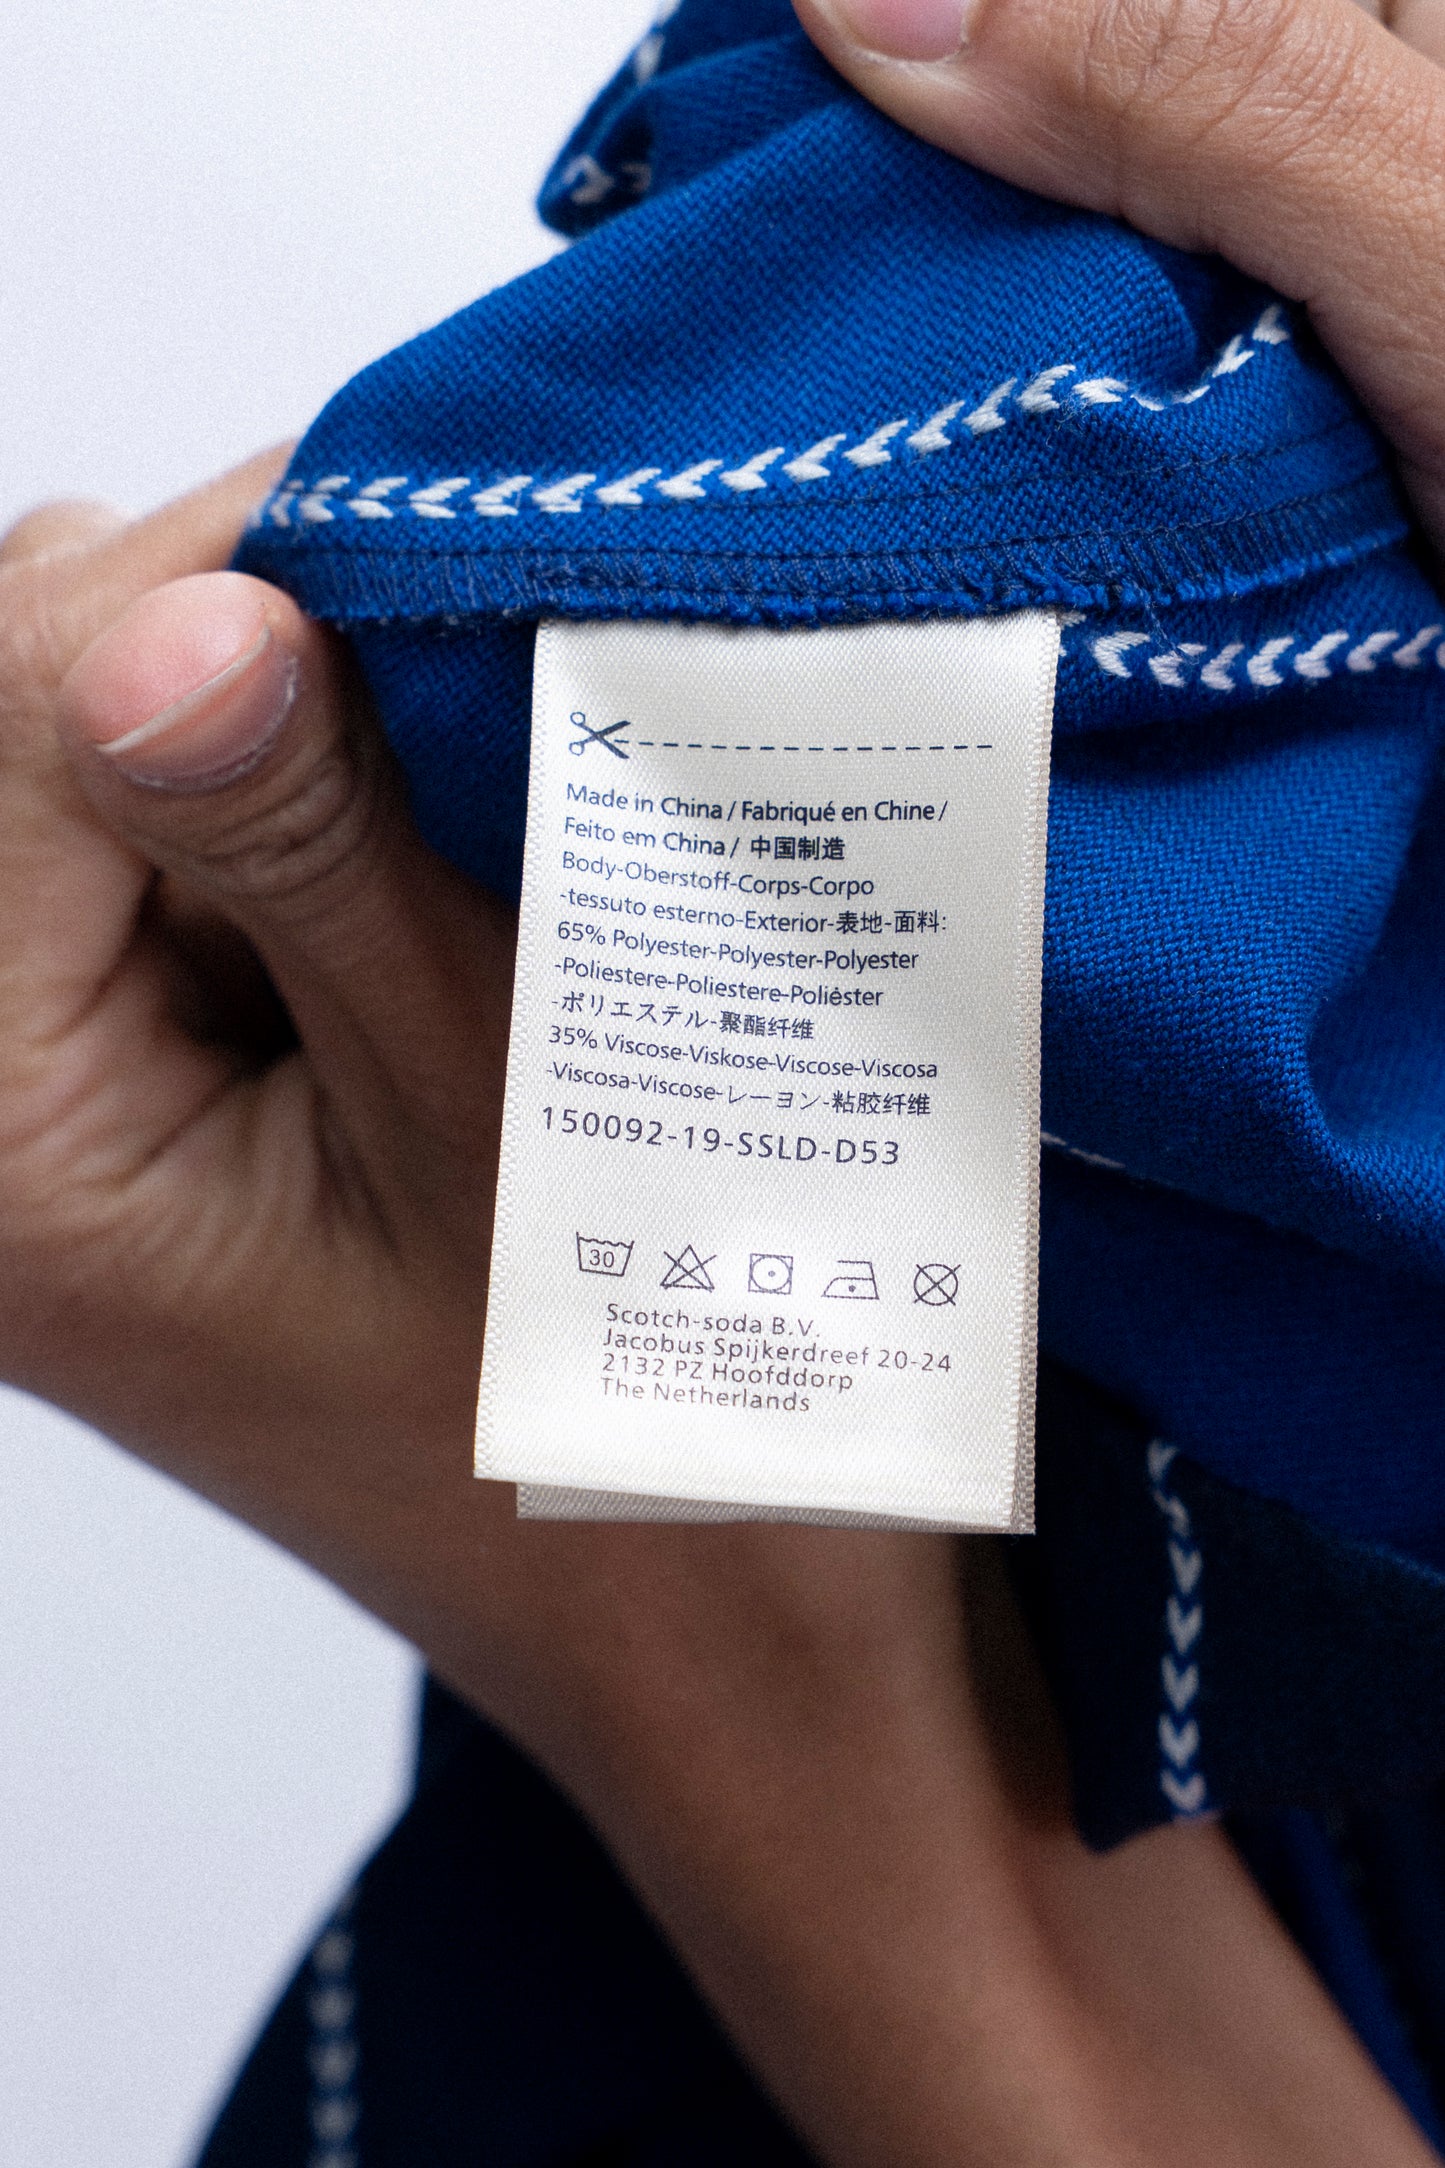 Made in China / Fabriqué en Chine /
Feito em China / 中国制造
Body-Oberstoff-Corps-Corpo
-tessuto esterno-Exterior-表地-面料:
65% Polyester-Polyester-Polyester
-Poliestere-Poliestere-Poliéster
-ポリエステル-聚酯纤维
35% Viscose-Viskose-Viscose-Viscosa
-Viscosa-Viscose-レーヨン-粘胶纤维
150092-19-SSLD-D53
30
Scotch-soda B.V.
Jacobus Spijkerdreef 20-24
2132 PZ Hoofddorp
The Netherlands